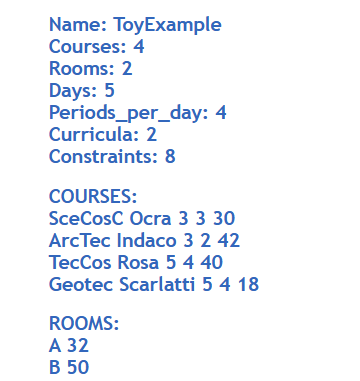 Name: ToyExample
Courses: 4
Rooms: 2
Days: 5
Periods_per_day: 4
Curricula: 2
Constraints: 8
COURSES:
SceCosC Ocra 3 3 30
ArcTec Indaco 3 2 42
TecCos Rosa 5 4 40
Geotec Scarlatti 5 4 18
ROOMS:
A 32
B 50